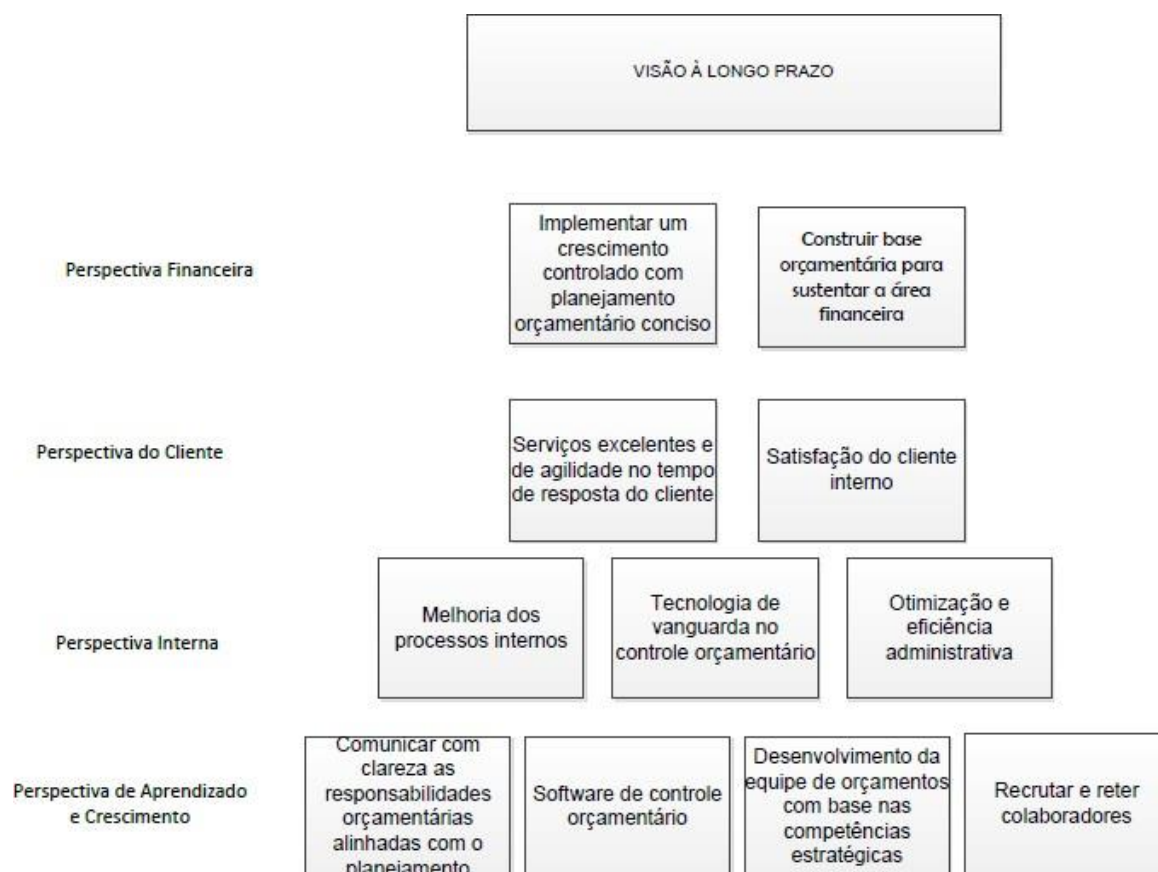 VISÃO À LONGO PRAZO
Perspectiva Financeira
Implementar um
crescimento
controlado com
planejamento
orçamentário conciso
Construir base
orçamentária para
sustentar a área
financeira
Perspectiva do Cliente
Serviços excelentes e
de agilidade no tempo
de resposta do cliente
Satisfação do cliente
interno
Perspectiva Interna
Melhoria dos
processos internos
Tecnologia de
vanguarda no
controle orçamentário
Otimização e
eficiência
administrativa
Perspectiva de Aprendizado
e Crescimento
Comunicar com
clareza as
responsabilidades
orçamentárias
alinhadas com o
planejamento
Software de controle
orçamentário
Desenvolvimento da
equipe de orçamentos
com base nas
competências
estratégicas
Recrutar e reter
colaboradores